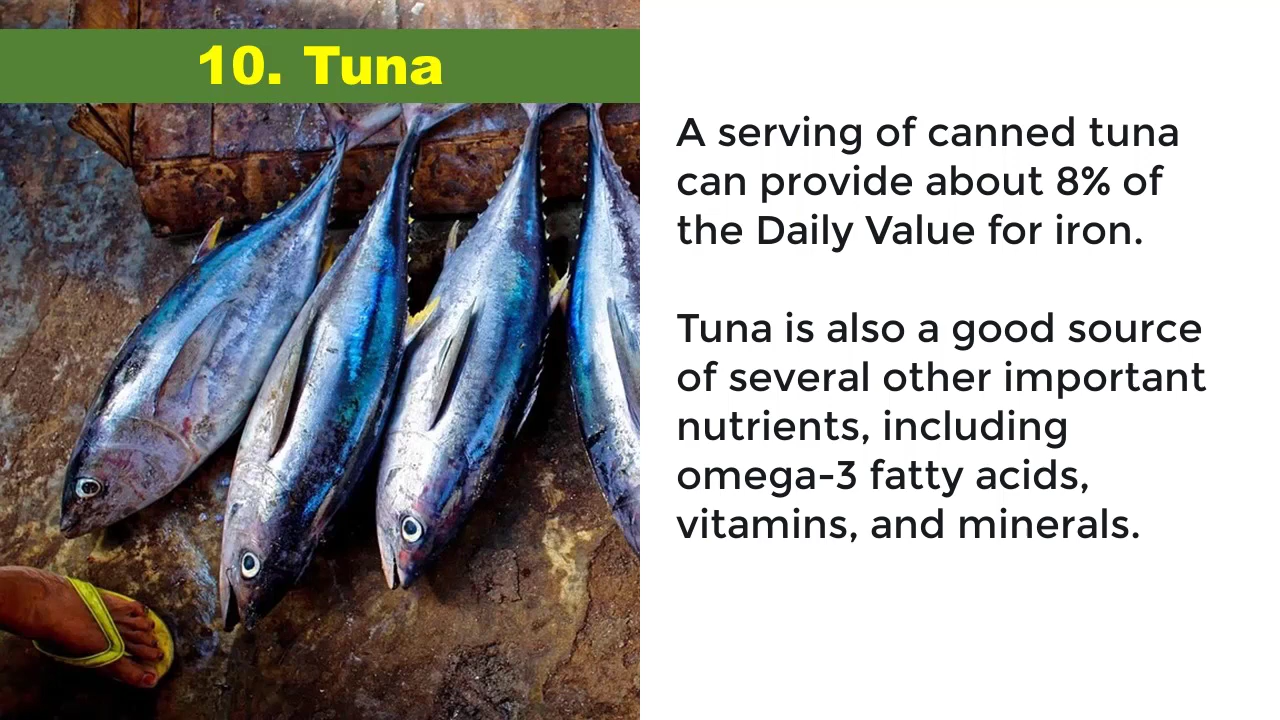 10. Tuna
A serving of canned tuna
can provide about 8% of
the Daily Value for iron.
Tuna is also a good source
of several other important
nutrients, including
omega-3 fatty acids,
vitamins, and minerals.